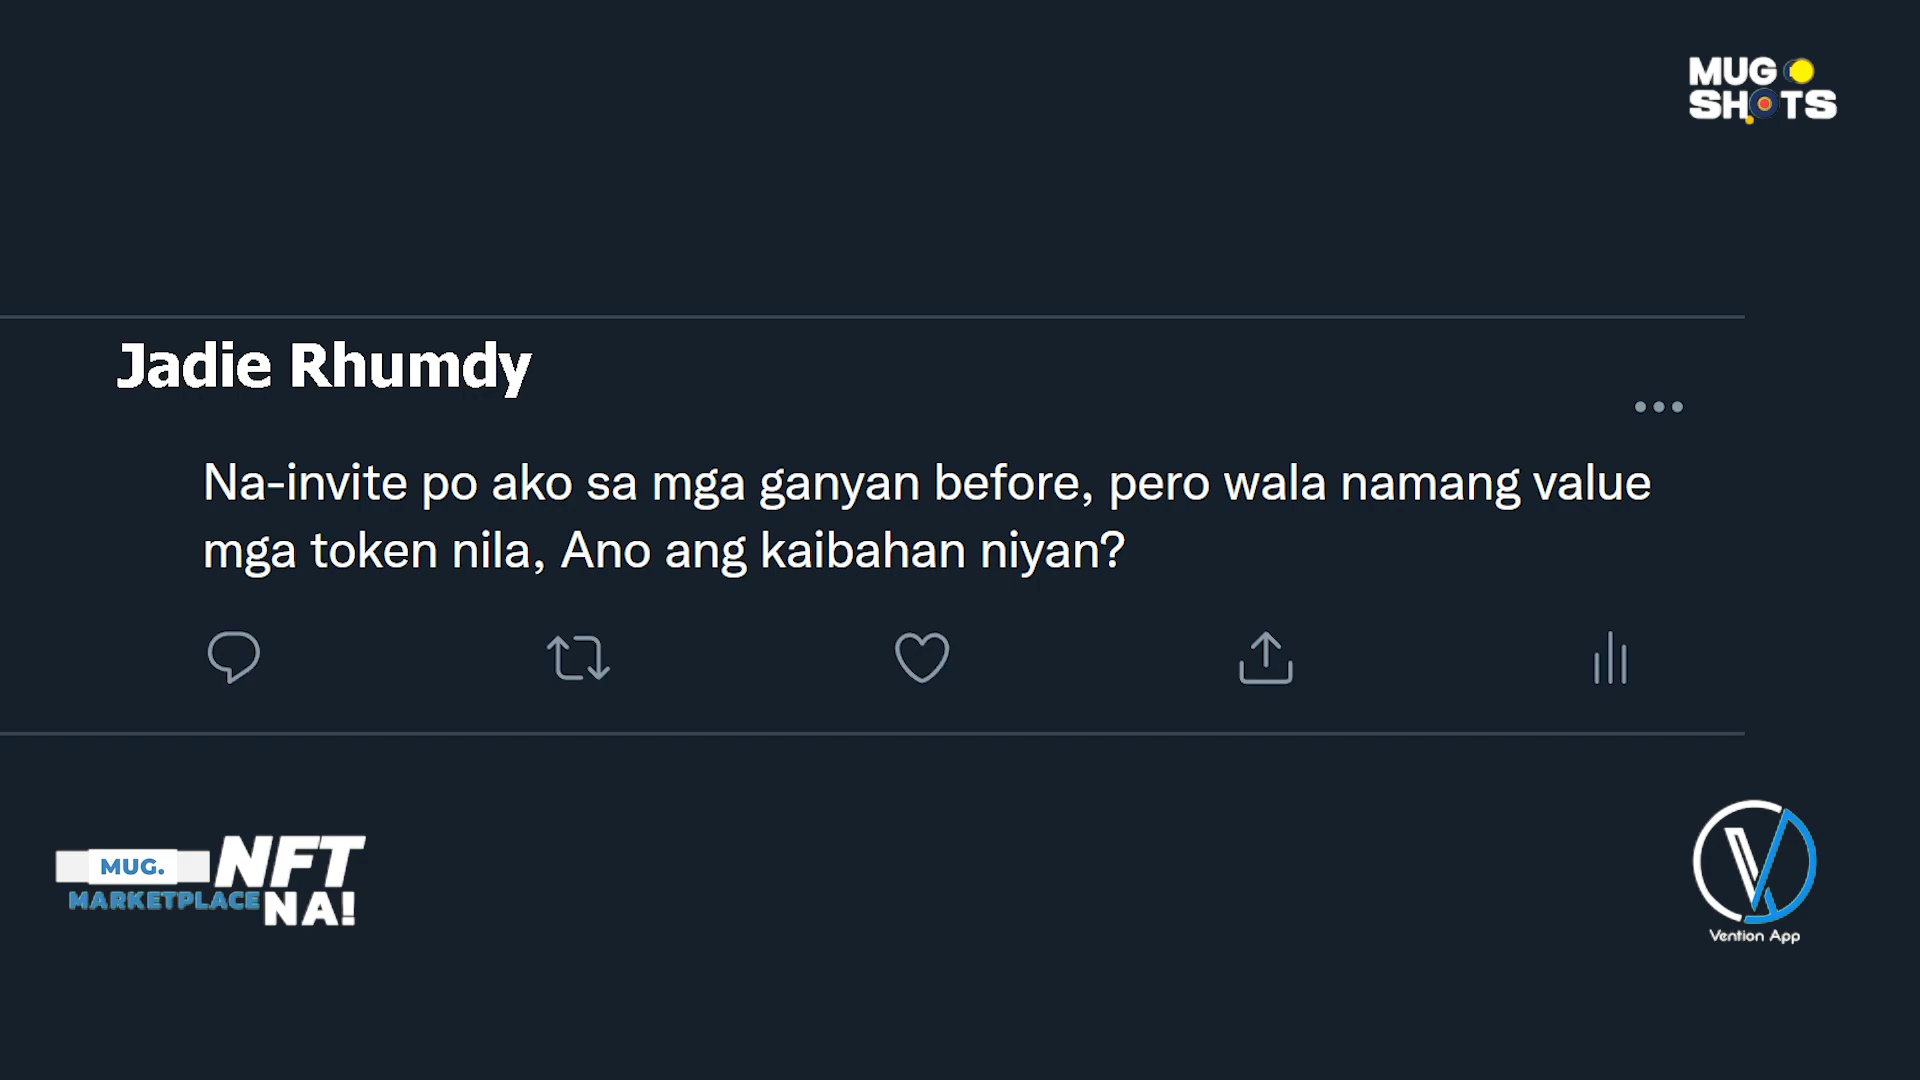 MUG
SHOTS
Jadie Rhumdy
Na-invite po ako sa mga ganyan before, pero wala namang value
mga token nila, Ano ang kaibahan niyan?
MUG.
MARKETPLACE
NFT
NA!
Vention App